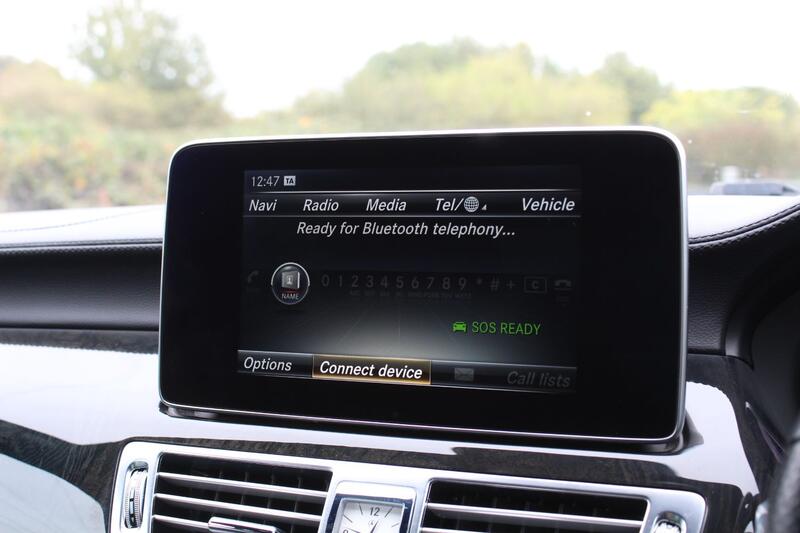 12:47 TA
Navi Radio Media Tel/ Vehicle
Ready for Bluetooth telephony...
0 1 2 3 4 5 6 7 8 9 * # + C
NAME
SOS READY
Options Connect device Call lists